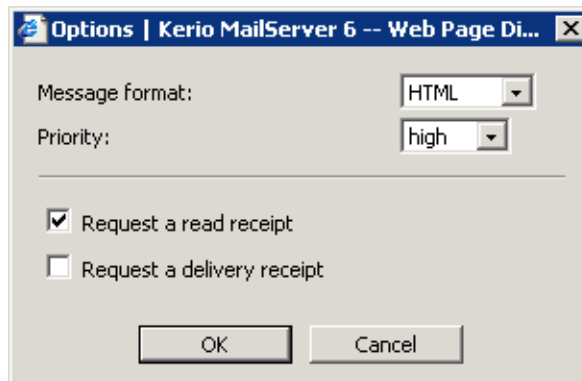 Options | Kerio MailServer 6 -- Web Page Di...
Message format: HTML
Priority: high
Request a read receipt
Request a delivery receipt
OK Cancel